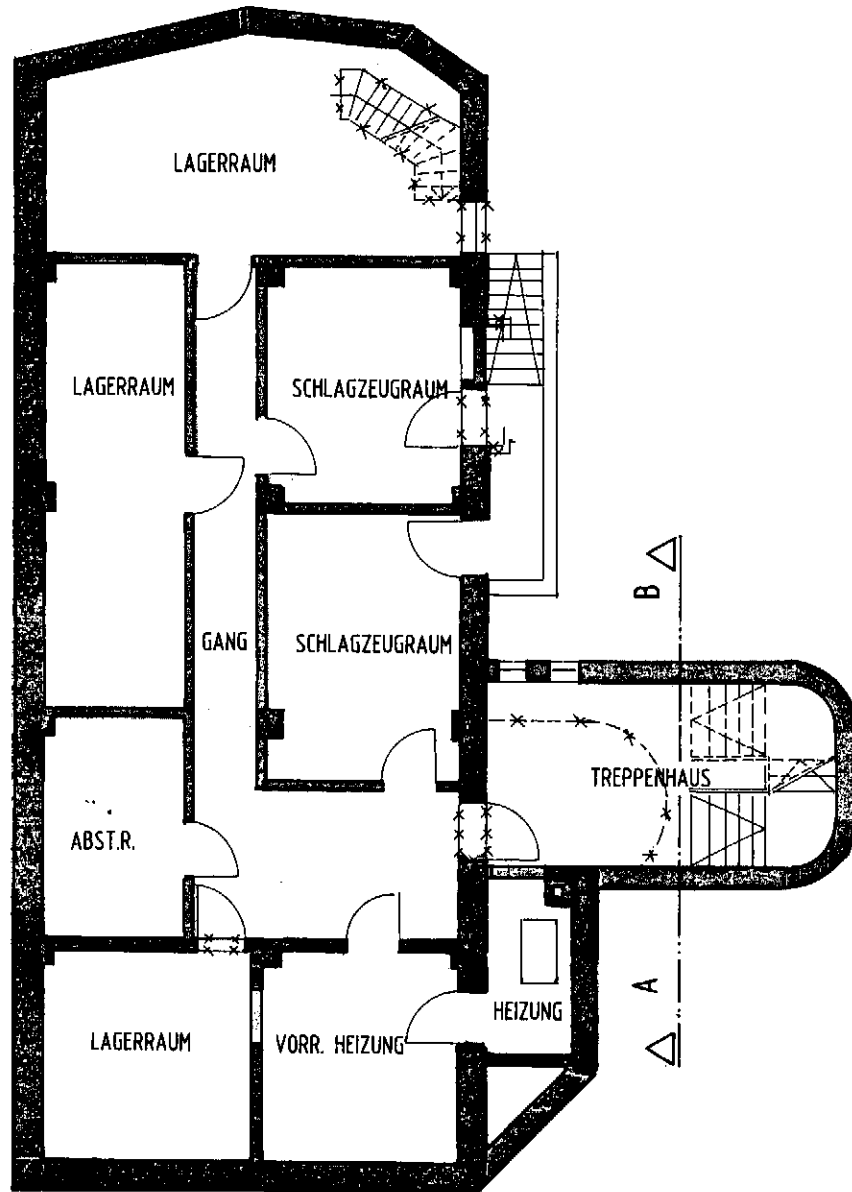 LAGERRAUM
LAGERRAUM
SCHLAGZEUGRAUM
GANG
SCHLAGZEUGRAUM
B
TREPPENHAUS
ABST.R.
A
HEIZUNG
LAGERRAUM
VORR. HEIZUNG